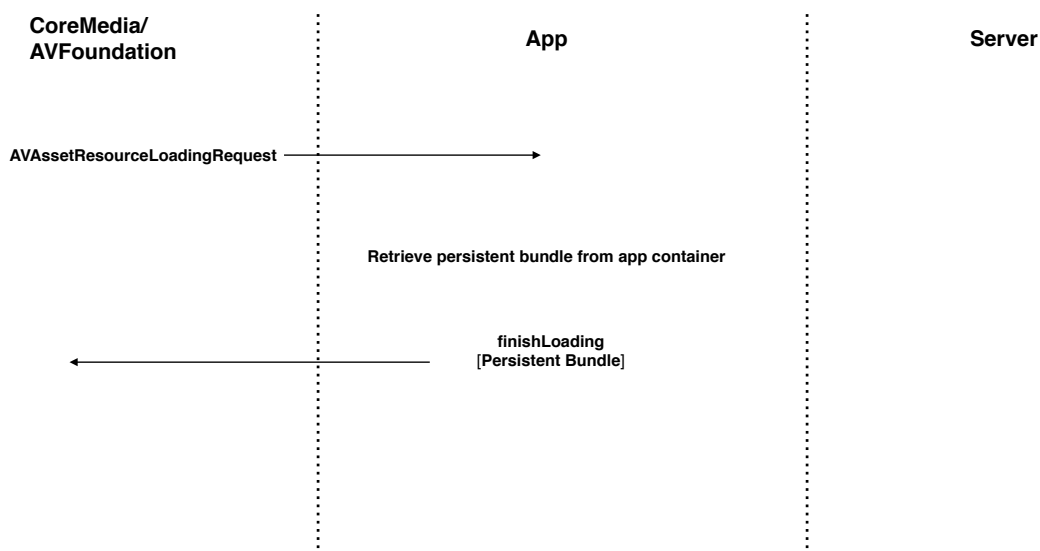 CoreMedia/
AVFoundation
App
Server
AVAssetResourceLoadingRequest
Retrieve persistent bundle from app container
finishLoading
[Persistent Bundle]